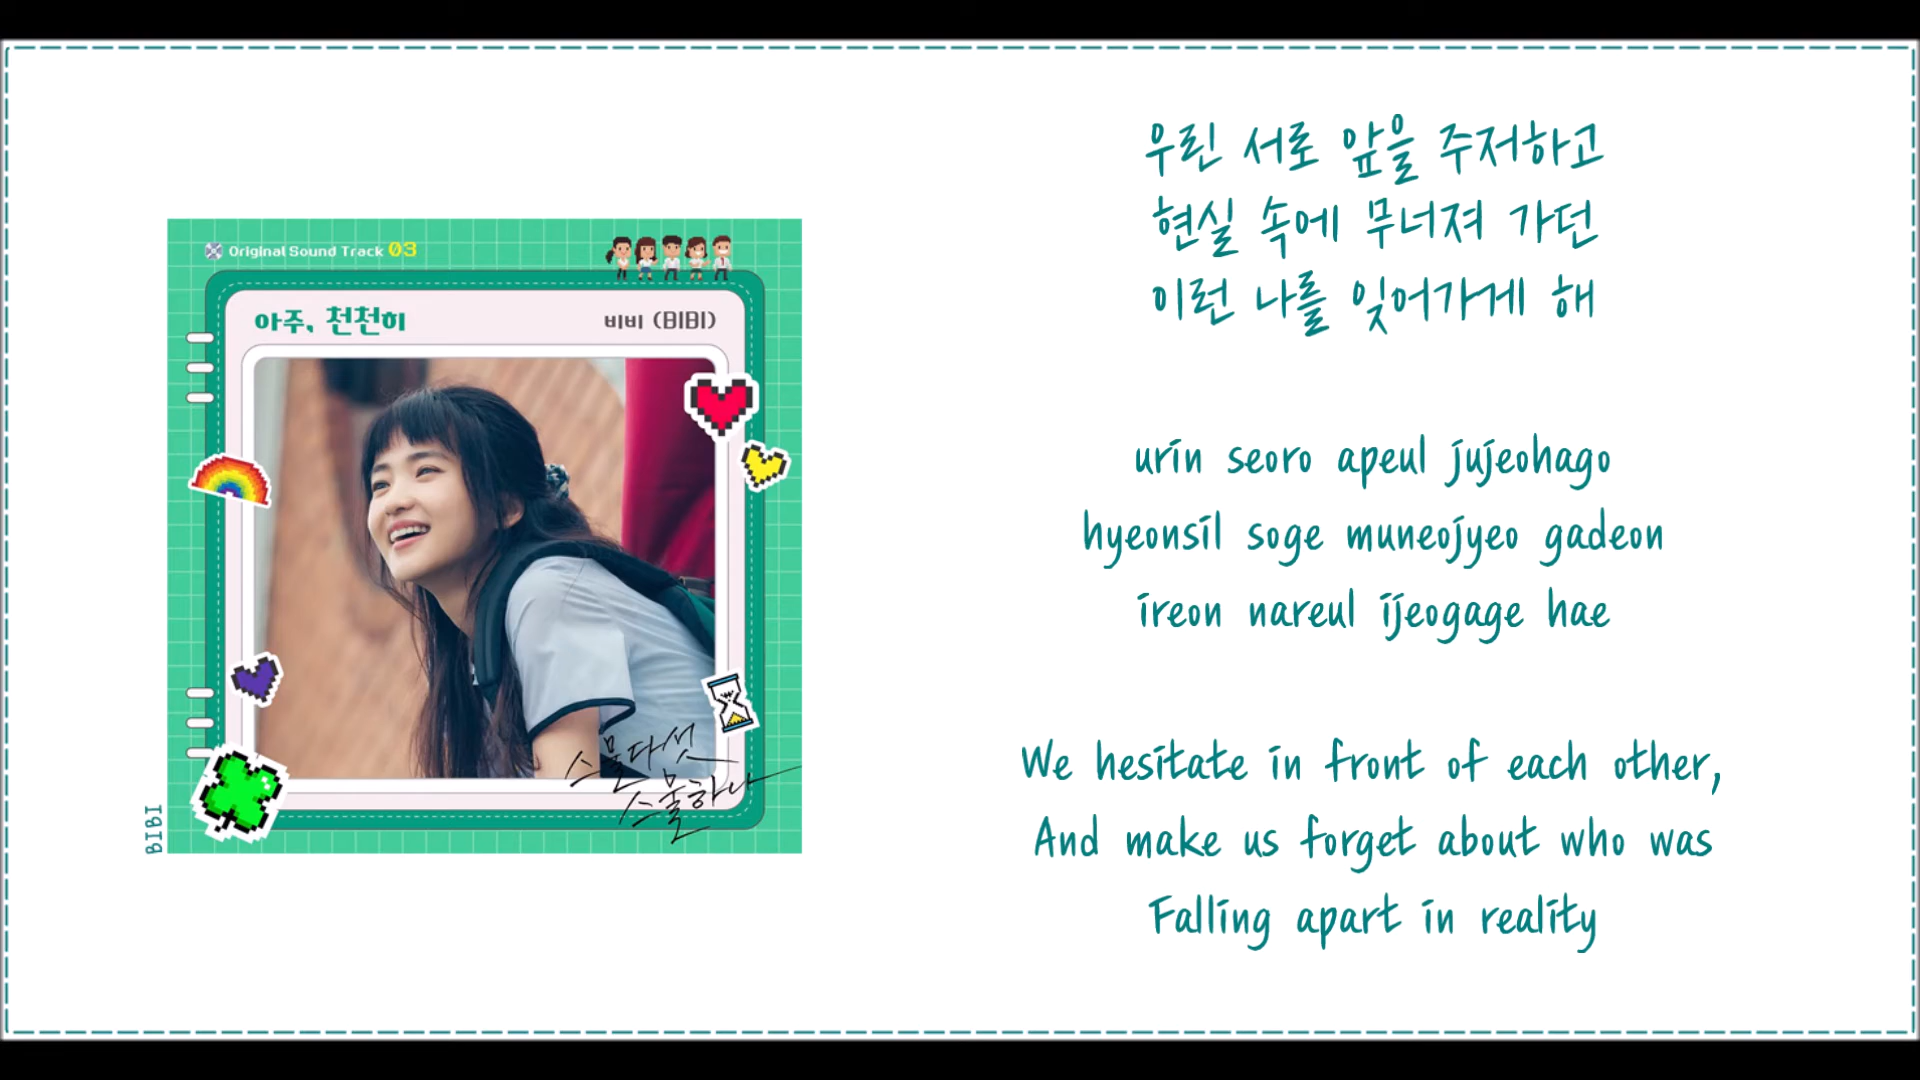 Original Sound Track 03
아주, 천천히
비비 (BIBI)
스물다섯
스물하나
BIBI
우린 서로 앞을 주저하고
현실 속에 무너져 가던
이런 나를 잊어가게 해
urin seoro apeul jujeohago
hyeonsil soge muneojyeo gadeon
ireon nareul ijeogage hae
We hesitate in front of each other,
And make us forget about who was
Falling apart in reality